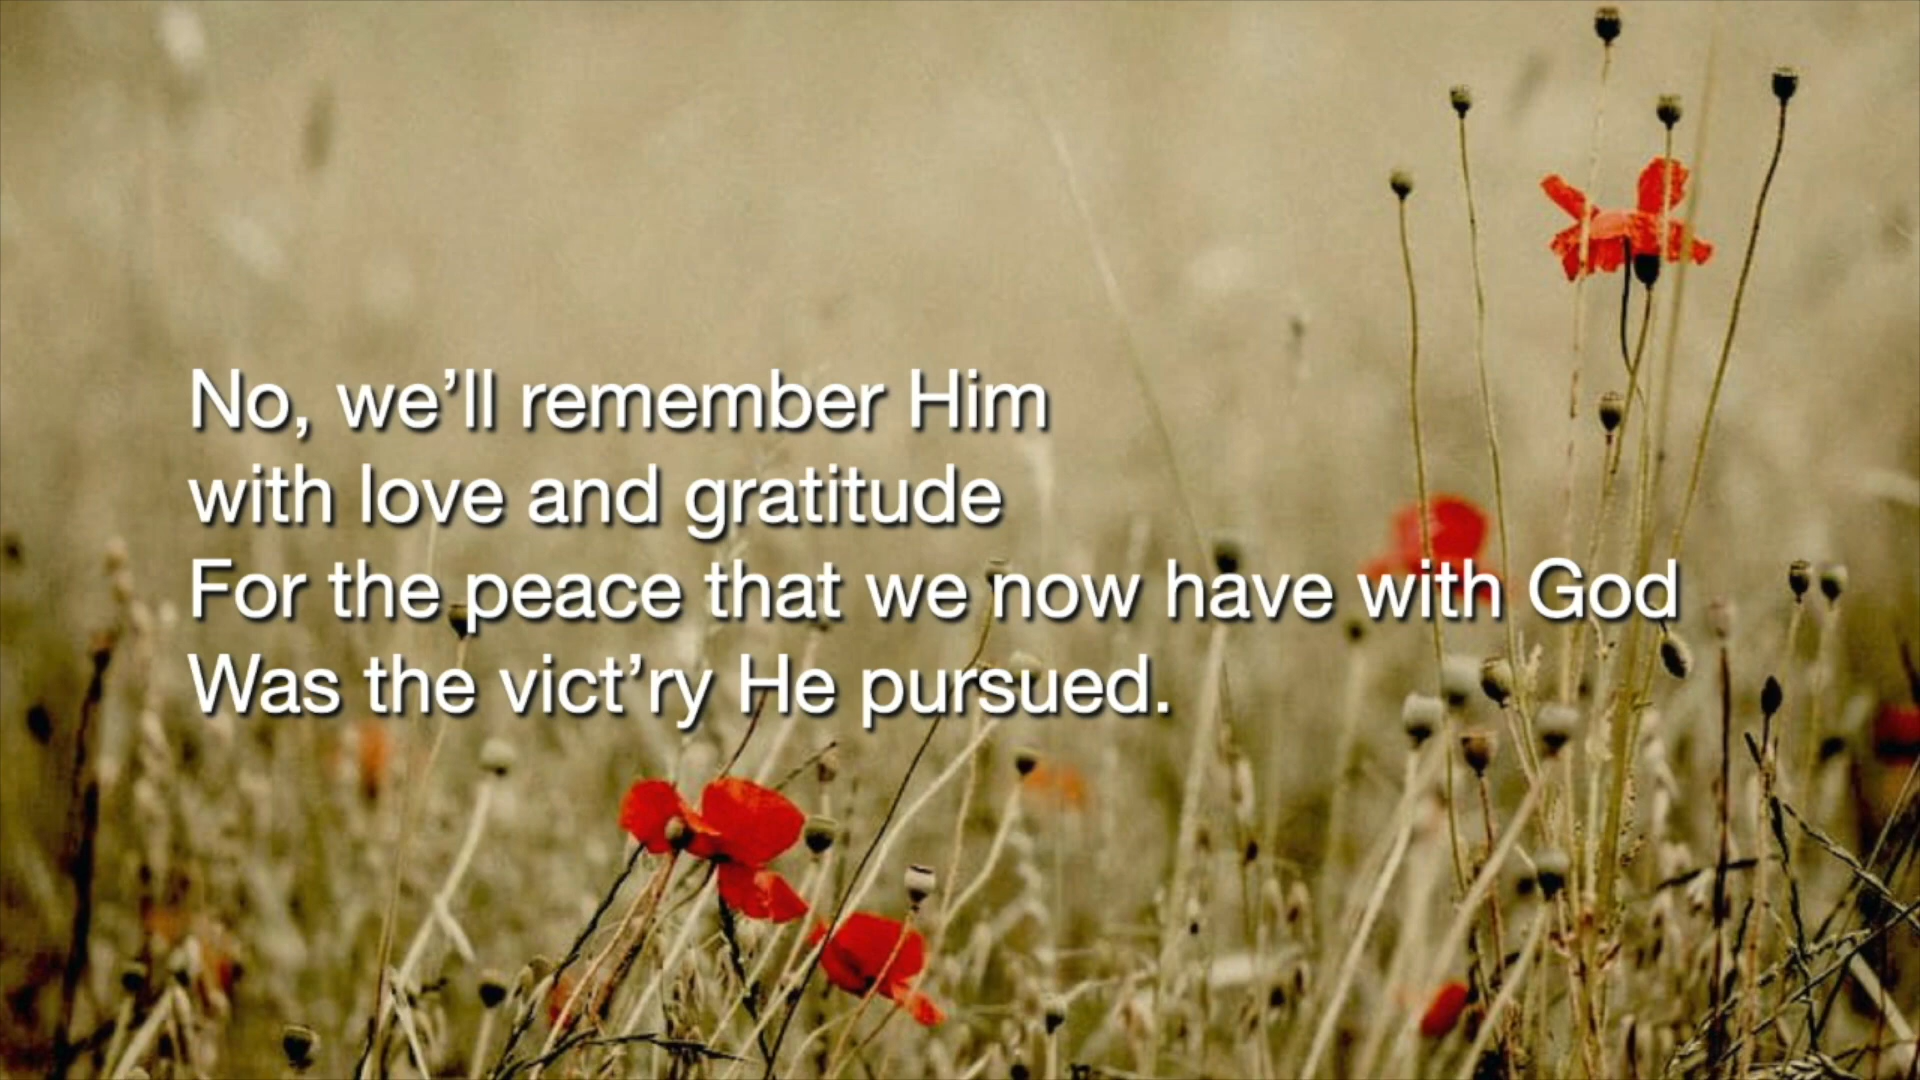 No, we’ll remember Him
with love and gratitude
For the peace that we now have with God
Was the vict’ry He pursued.